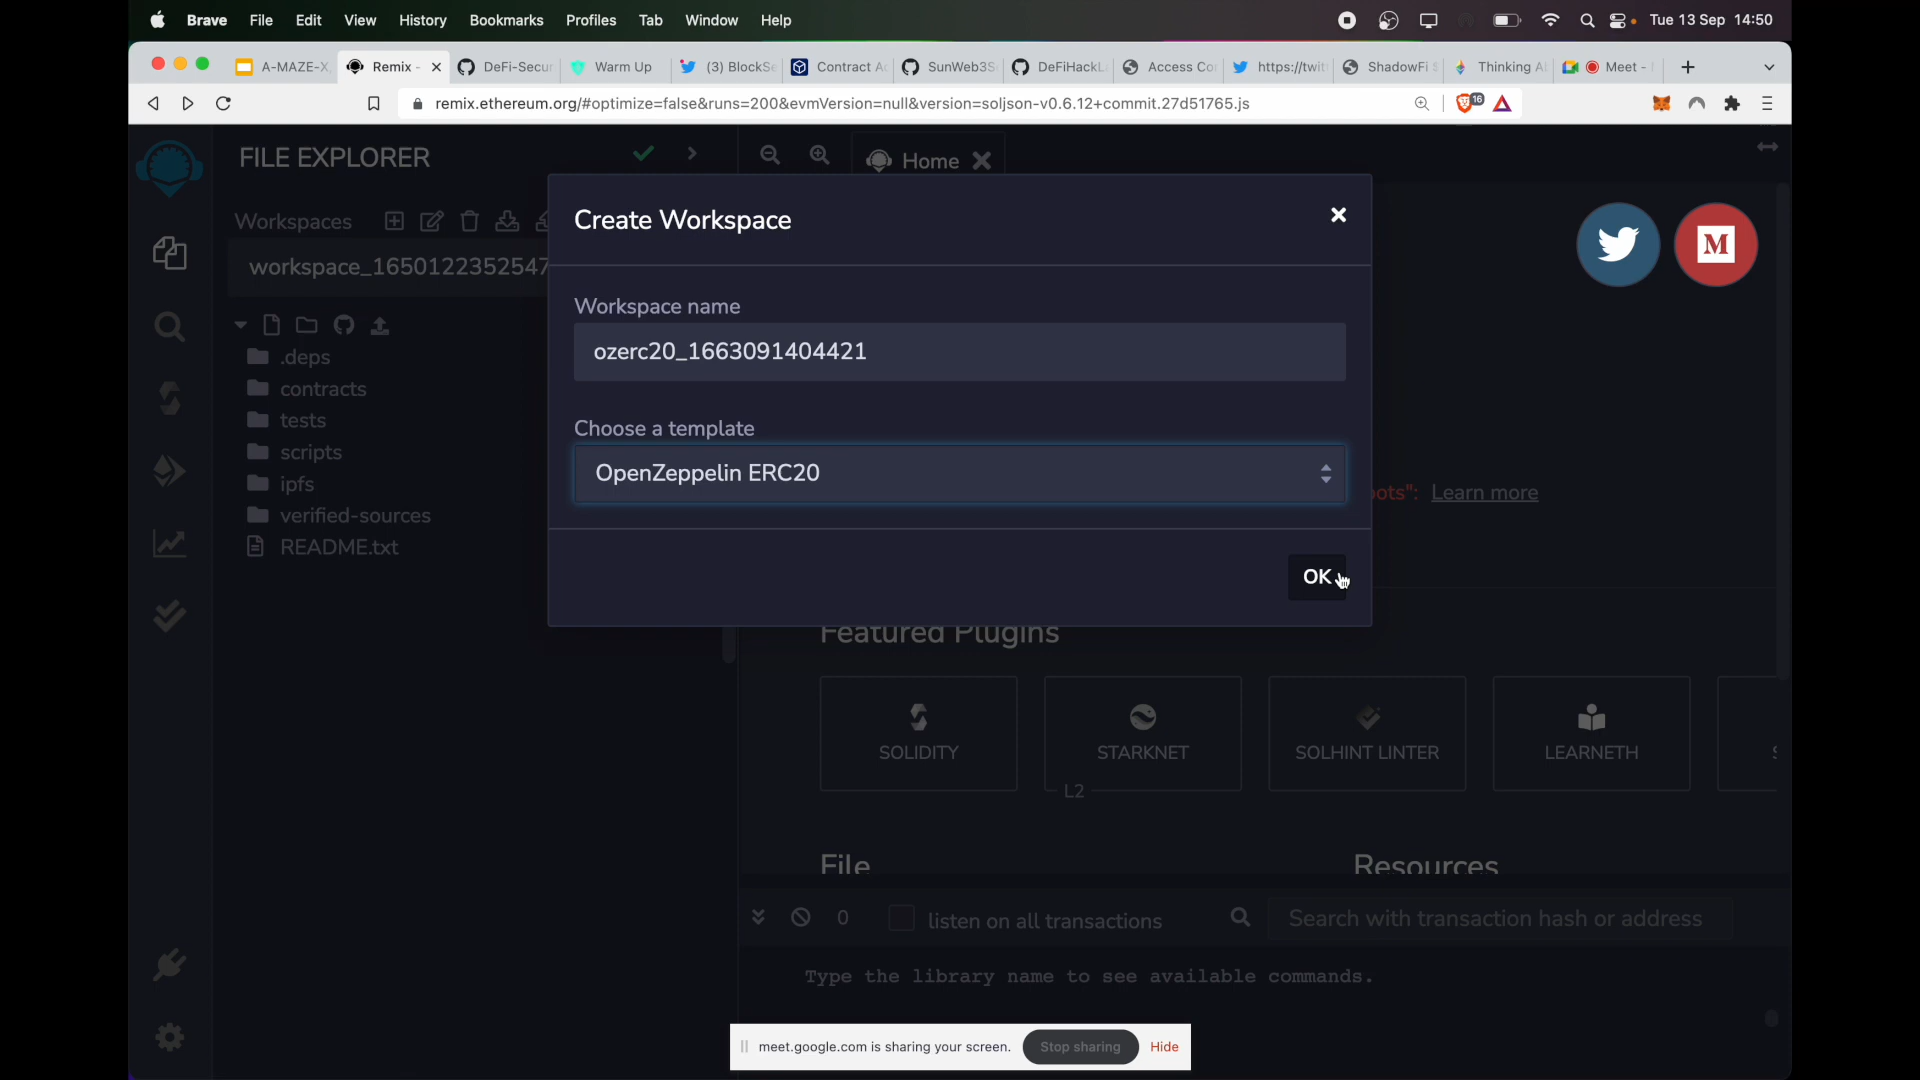 Brave File Edit View History Bookmarks Profiles Tab Window Help Tue 13 Sep 14:50
A-MAZE-X Remix - DeFi-Secur Warm Up (3) BlockSe Contract Ac SunWeb3S DeFiHackL Access Co https://twit ShadowFi S Thinking A Meet -
remix.ethereum.org/#optimize=false&runs=200&evmVersion=null&version=soljson-v0.6.12+commit.27d51765.js 16
FILE EXPLORER
Home
Workspaces
workspace_1650122352547
.deps
contracts
tests
scripts
ipfs
verified-sources
README.txt
Create Workspace
Workspace name
ozerc20_1663091404421
Choose a template
OpenZeppelin ERC20
OK
M
ots": Learn more
Featured Plugins
SOLIDITY STARKNET SOLHINT LINTER LEARNETH S
L2
File Resources
0 listen on all transactions Search with transaction hash or address
Type the library name to see available commands.
meet.google.com is sharing your screen. Stop sharing Hide